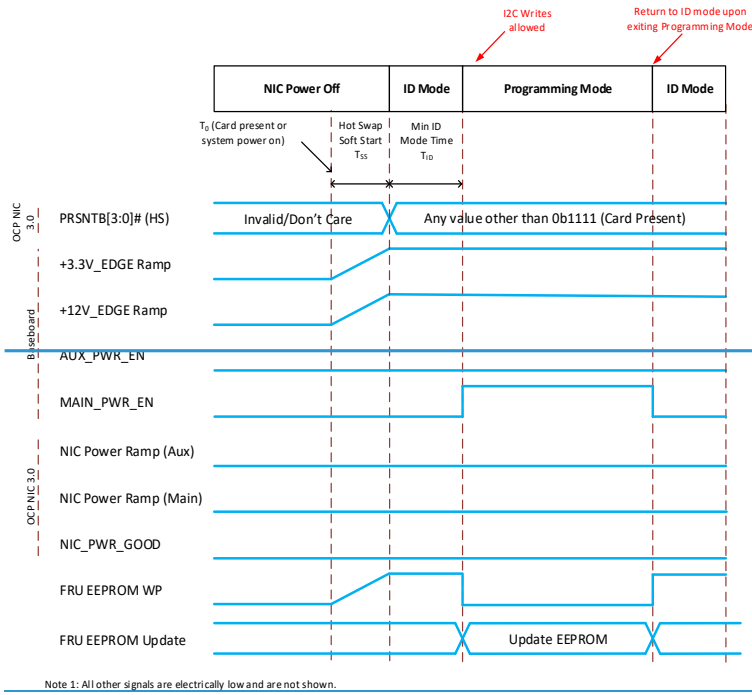 I2C Writes
allowed
Return to ID mode upon
exiting Programming Mode
NIC Power Off
ID Mode
Programming Mode
ID Mode
T0 (Card present or
system power on)
Hot Swap
Soft Start
TSS
Min ID
Mode Time
TID
OCP NIC
3.0
PRSNTB[3:0]# (HS)
Invalid/Don't Care
Any value other than 0b1111 (Card Present)
+3.3V_EDGE Ramp
+12V_EDGE Ramp
Baseboard
AUX_PWR_EN
MAIN_PWR_EN
NIC Power Ramp (Aux)
OCP NIC 3.0
NIC Power Ramp (Main)
NIC_PWR_GOOD
FRU EEPROM WP
FRU EEPROM Update
Update EEPROM
Note 1: All other signals are electrically low and are not shown.